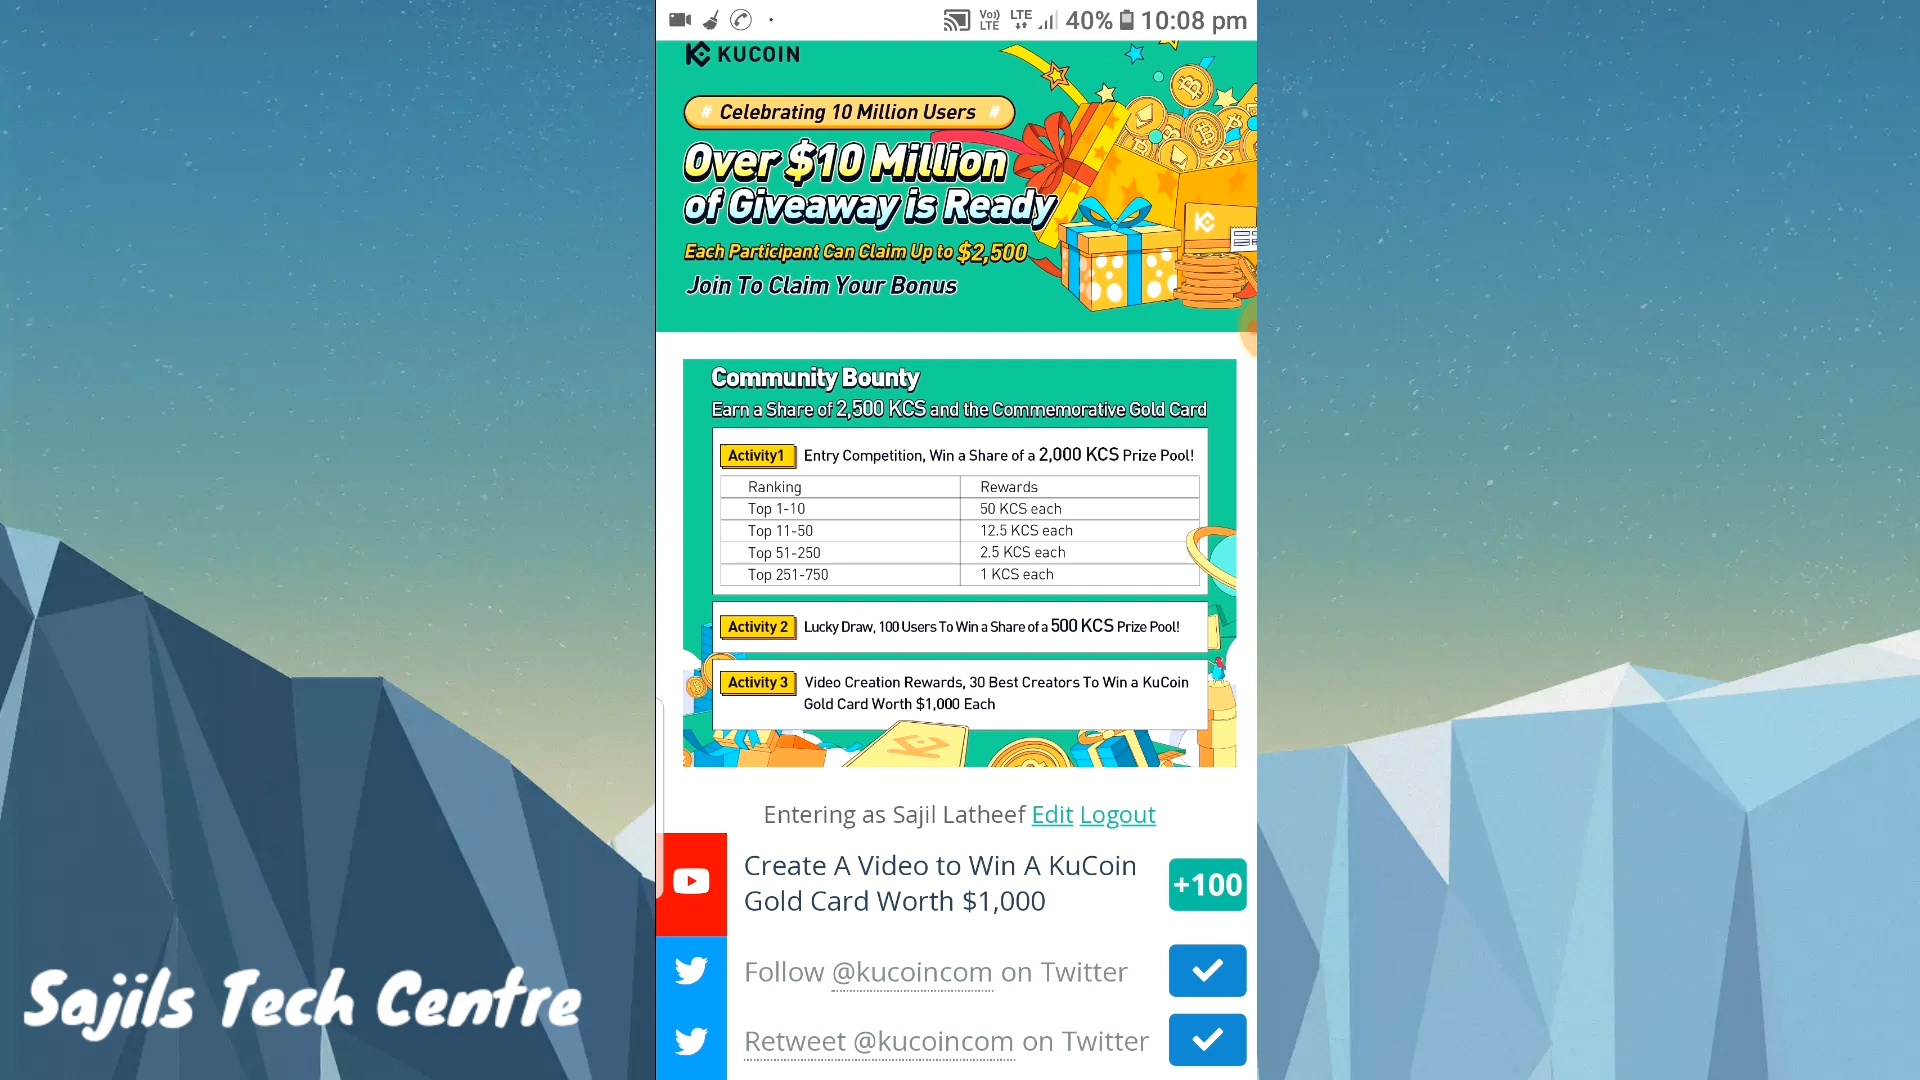 Vo))
LTE
LTE
40%
10:08 pm
KUCOIN
# Celebrating 10 Million Users #
Over $10 Million
of Giveaway is Ready
Each Participant Can Claim Up to $2,500
Join To Claim Your Bonus
Community Bounty
Earn a Share of 2,500 KCS and the Commemorative Gold Card
Activity1 Entry Competition, Win a Share of a 2,000 KCS Prize Pool!
Ranking Rewards
Top 1-10 50 KCS each
Top 11-50 12.5 KCS each
Top 51-250 2.5 KCS each
Top 251-750 1 KCS each
Activity 2 Lucky Draw, 100 Users To Win a Share of a 500 KCS Prize Pool!
Activity 3 Video Creation Rewards, 30 Best Creators To Win a KuCoin
Gold Card Worth $1,000 Each
Entering as Sajil Latheef Edit Logout
Create A Video to Win A KuCoin
Gold Card Worth $1,000
+100
Follow @kucoincom on Twitter
Retweet @kucoincom on Twitter
Sajils Tech Centre